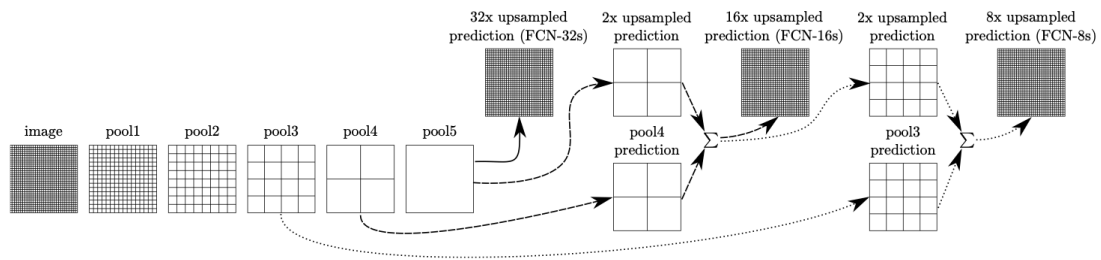 32x upsampled
prediction (FCN-32s)
2x upsampled
prediction
16x upsampled
prediction (FCN-16s)
2x upsampled
prediction
8x upsampled
prediction (FCN-8s)
image
pool1
pool2
pool3
pool4
pool5
pool4
prediction
∑
pool3
prediction
∑